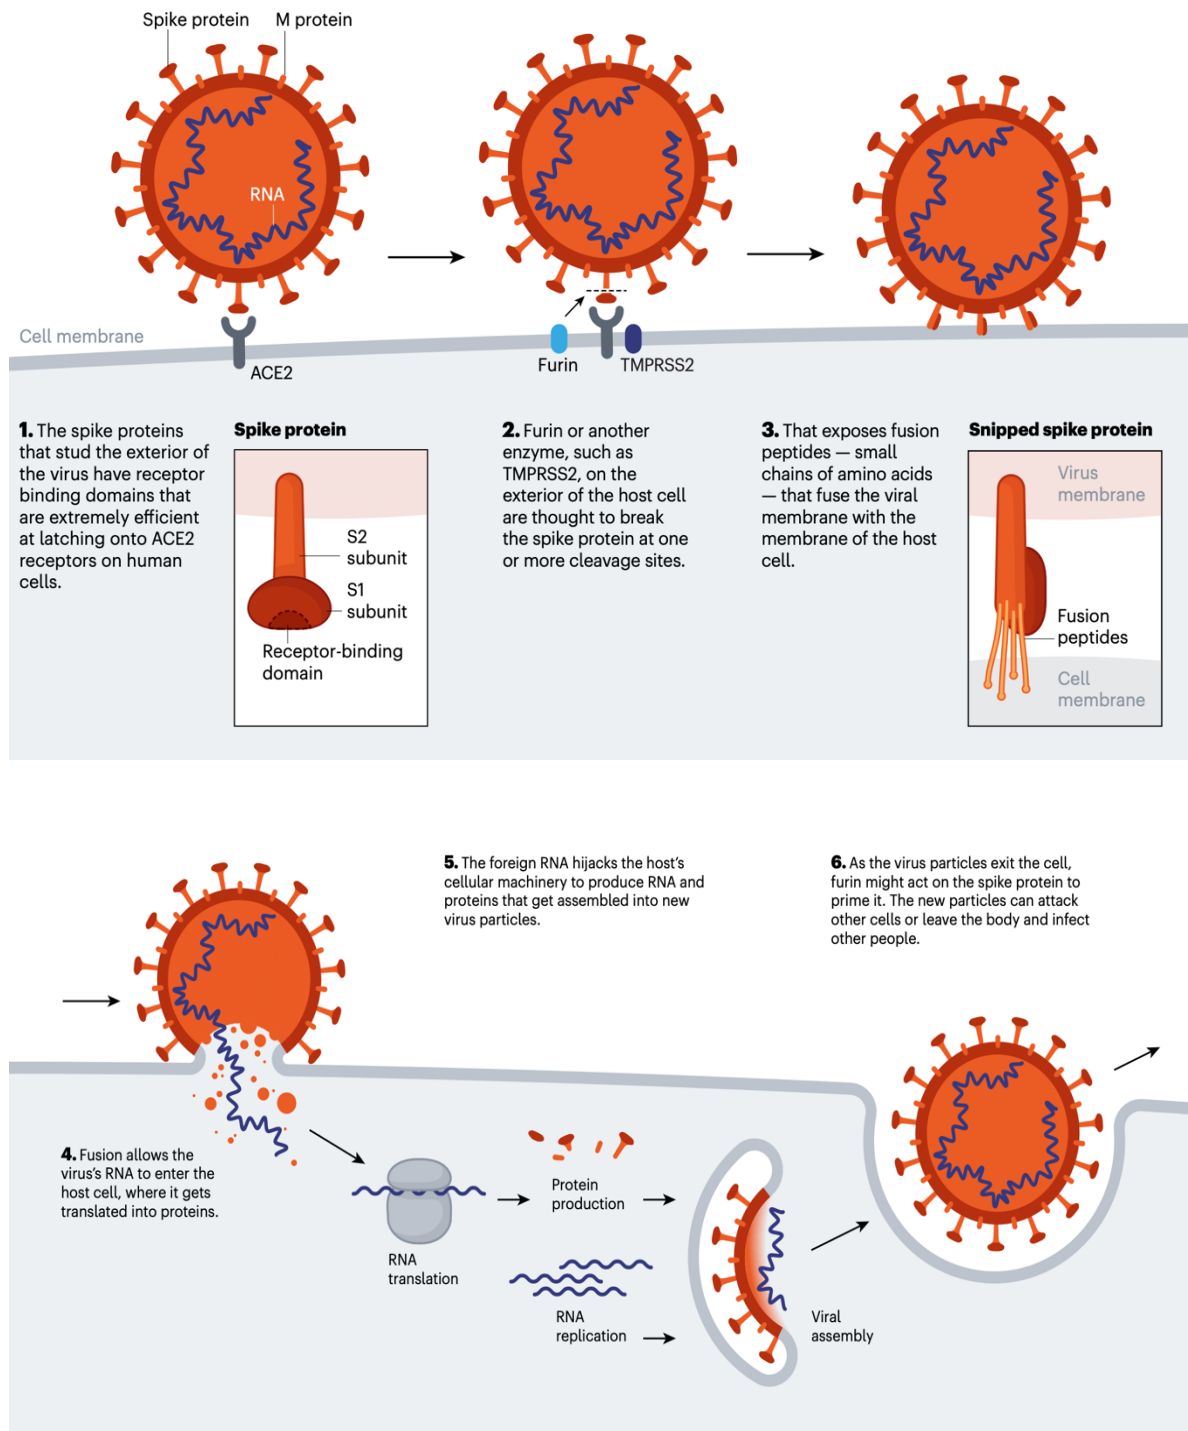 Spike protein
M protein
RNA
Cell membrane
ACE2
Furin
TMPRSS2
1. The spike proteins
that stud the exterior of
the virus have receptor
binding domains that
are extremely efficient
at latching onto ACE2
receptors on human
cells.
Spike protein
S2
subunit
S1
subunit
Receptor-binding
domain
2. Furin or another
enzyme, such as
TMPRSS2, on the
exterior of the host cell
are thought to break
the spike protein at one
or more cleavage sites.
3. That exposes fusion
peptides — small
chains of amino acids
— that fuse the viral
membrane with the
membrane of the host
cell.
Snipped spike protein
Virus
membrane
Fusion
peptides
Cell
membrane
5. The foreign RNA hijacks the host's
cellular machinery to produce RNA and
proteins that get assembled into new
virus particles.
6. As the virus particles exit the cell,
furin might act on the spike protein to
prime it. The new particles can attack
other cells or leave the body and infect
other people.
4. Fusion allows the
virus's RNA to enter the
host cell, where it gets
translated into proteins.
RNA
translation
Protein
production
RNA
replication
Viral
assembly